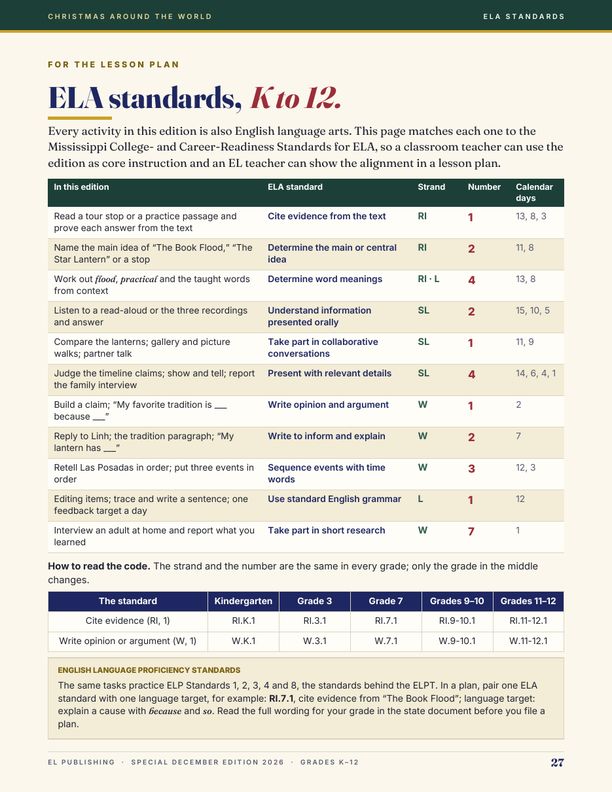 CHRISTMAS AROUND THE WORLD
ELA STANDARDS
FOR THE LESSON PLAN
ELA standards, K to 12.
Every activity in this edition is also English language arts. This page matches each one to the
Mississippi College- and Career-Readiness Standards for ELA, so a classroom teacher can use the
edition as core instruction and an EL teacher can show the alignment in a lesson plan.
In this edition ELA standard Strand Number Calendar
days
Read a tour stop or a practice passage and Cite evidence from the text RI 1 13, 8, 3
prove each answer from the text
Name the main idea of “The Book Flood,” “The Determine the main or central RI 2 11, 8
Star Lantern” or a stop idea
Work out flood, practical and the taught words Determine word meanings RI · L 4 13, 8
from context
Listen to a read-aloud or the three recordings Understand information SL 2 15, 10, 5
and answer presented orally
Compare the lanterns; gallery and picture Take part in collaborative SL 1 11, 9
walks; partner talk conversations
Judge the timeline claims; show and tell; report Present with relevant details SL 4 14, 6, 4, 1
the family interview
Build a claim; “My favorite tradition is ___ Write opinion and argument W 1 2
because ___”
Reply to Linh; the tradition paragraph; “My Write to inform and explain W 2 7
lantern has ___”
Retell Las Posadas in order; put three events in Sequence events with time W 3 12, 3
order words
Editing items; trace and write a sentence; one Use standard English grammar L 1 12
feedback target a day
Interview an adult at home and report what you Take part in short research W 7 1
learned
How to read the code. The strand and the number are the same in every grade; only the grade in the middle
changes.
The standard Kindergarten Grade 3 Grade 7 Grades 9–10 Grades 11–12
Cite evidence (RI, 1) RI.K.1 RI.3.1 RI.7.1 RI.9-10.1 RI.11-12.1
Write opinion or argument (W, 1) W.K.1 W.3.1 W.7.1 W.9-10.1 W.11-12.1
ENGLISH LANGUAGE PROFICIENCY STANDARDS
The same tasks practice ELP Standards 1, 2, 3, 4 and 8, the standards behind the ELPT. In a plan, pair one ELA
standard with one language target, for example: RI.7.1, cite evidence from “The Book Flood”; language target:
explain a cause with because and so. Read the full wording for your grade in the state document before you file a
plan.
EL PUBLISHING · SPECIAL DECEMBER EDITION 2026 · GRADES K–12
27